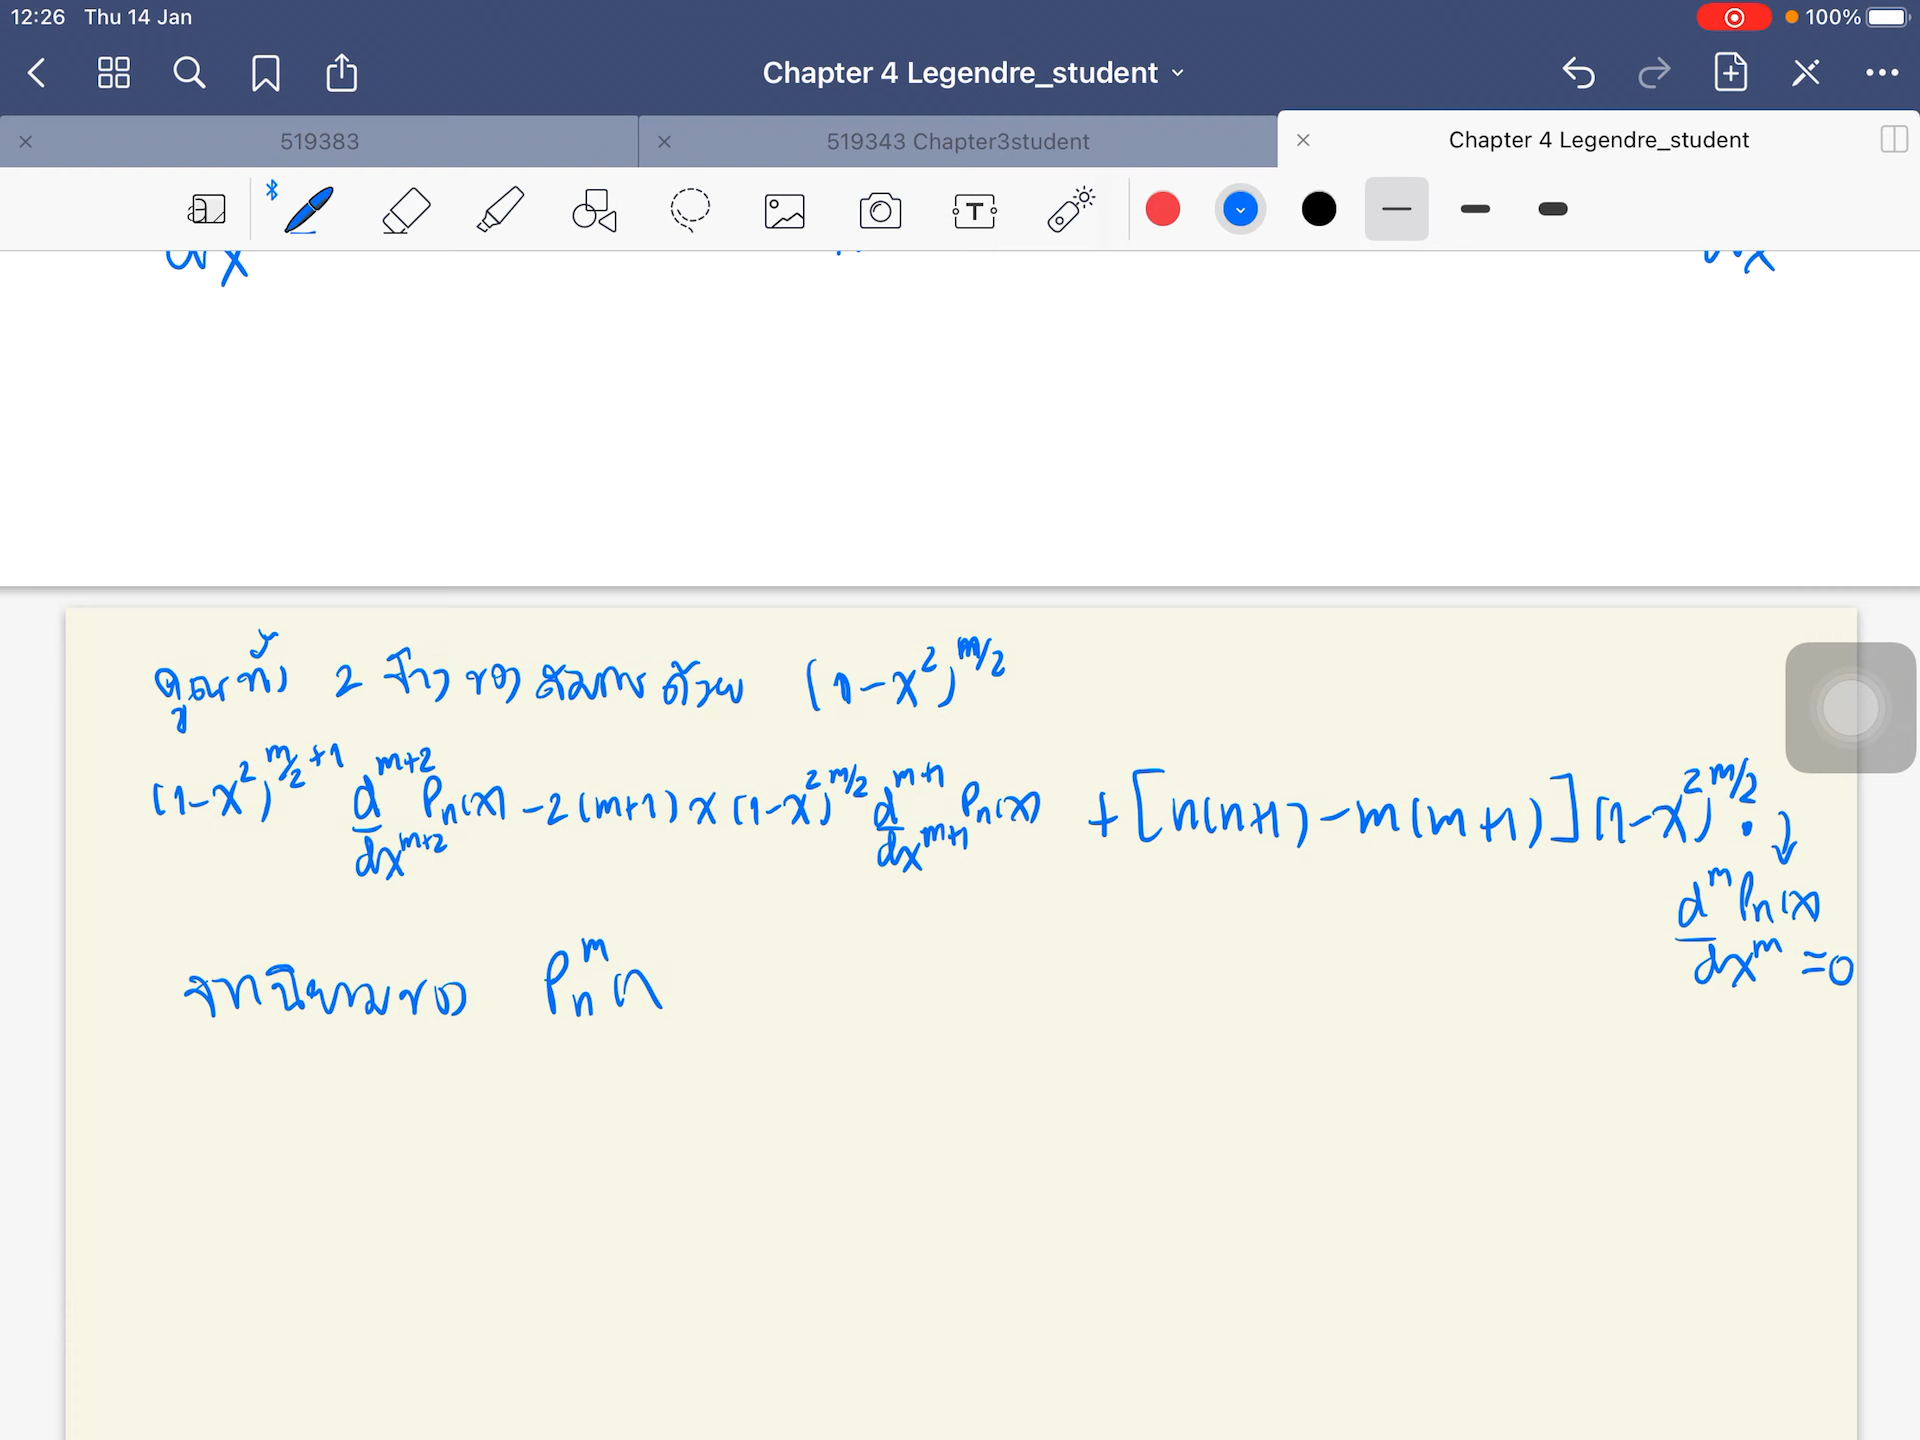 12:26 Thu 14 Jan
100%
Chapter 4 Legendre_student
519383
519343 Chapter3student
Chapter 4 Legendre_student
คูณทั้ง 2 ข้างของสมการด้วย (1-x²)^{m/2}
(1-x²)^{m/2+1} d^{m+2}/dx^{m+2} Pₙ(x) - 2(m+1)x(1-x²)^{m/2} d^{m+1}/dx^{m+1} Pₙ(x) + [n(n+1) - m(m+1)](1-x²)^{m/2} ·
d^m Pₙ(x)/dx^m = 0
จากนิยามของ Pₙ^m (